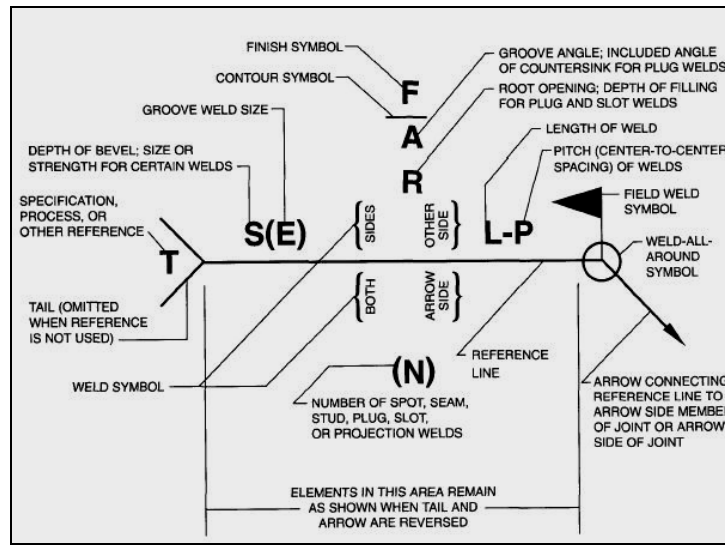 FINISH SYMBOL
CONTOUR SYMBOL
GROOVE WELD SIZE
DEPTH OF BEVEL; SIZE OR
STRENGTH FOR CERTAIN WELDS
SPECIFICATION,
PROCESS, OR
OTHER REFERENCE
F
A
R
GROOVE ANGLE; INCLUDED ANGLE
OF COUNTERSINK FOR PLUG WELDS
ROOT OPENING; DEPTH OF FILLING
FOR PLUG AND SLOT WELDS
LENGTH OF WELD
PITCH (CENTER-TO-CENTER
SPACING) OF WELDS
FIELD WELD
SYMBOL
WELD-ALL-
AROUND
SYMBOL
T
S(E)
SIDES
OTHER
SIDE
L-P
BOTH
ARROW
SIDE
TAIL (OMITTED
WHEN REFERENCE
IS NOT USED)
WELD SYMBOL
(N)
NUMBER OF SPOT, SEAM,
STUD, PLUG, SLOT,
OR PROJECTION WELDS
REFERENCE
LINE
ARROW CONNECTING
REFERENCE LINE TO
ARROW SIDE MEMBE
OF JOINT OR ARROW
SIDE OF JOINT
ELEMENTS IN THIS AREA REMAIN
AS SHOWN WHEN TAIL AND
ARROW ARE REVERSED